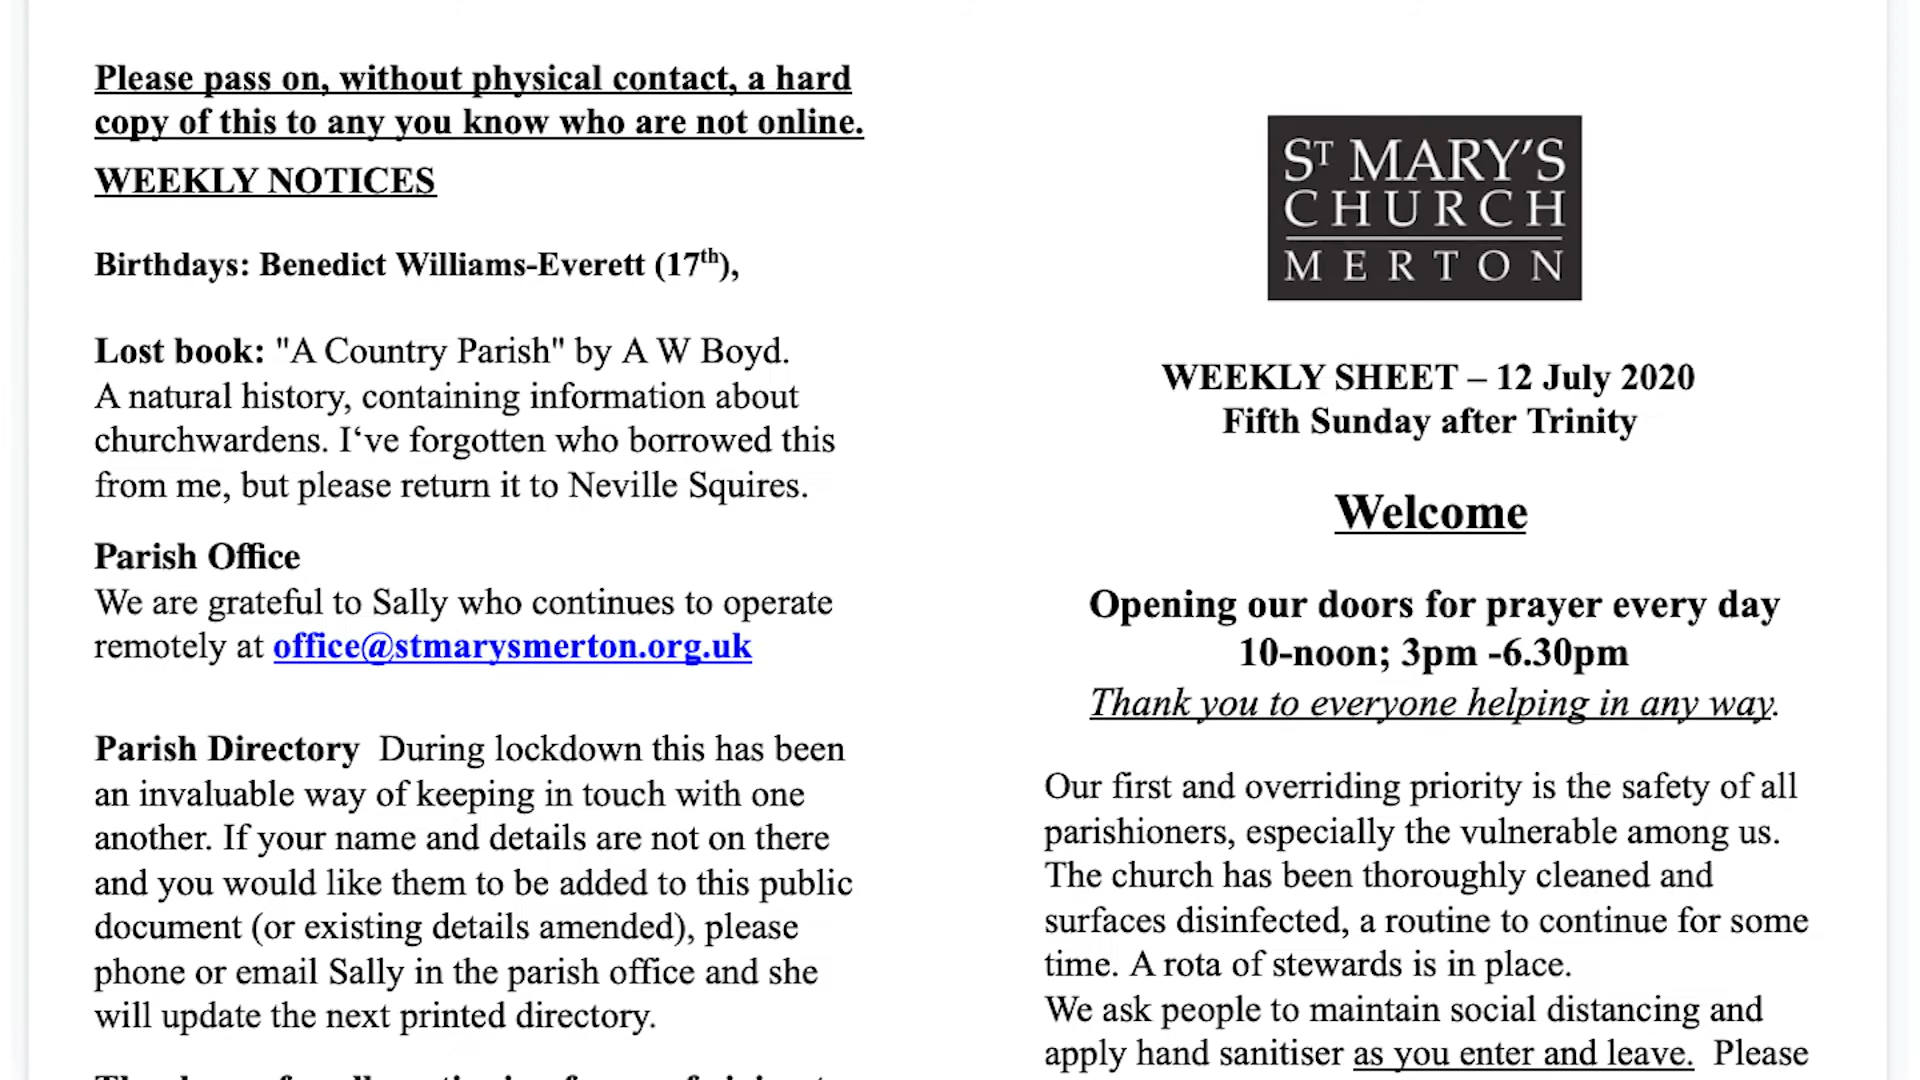 Please pass on, without physical contact, a hard
copy of this to any you know who are not online.
WEEKLY NOTICES
Birthdays: Benedict Williams-Everett (17th),
Lost book: "A Country Parish" by A W Boyd.
A natural history, containing information about
churchwardens. I‘ve forgotten who borrowed this
from me, but please return it to Neville Squires.
Parish Office
We are grateful to Sally who continues to operate
remotely at office@stmarysmerton.org.uk
Parish Directory  During lockdown this has been
an invaluable way of keeping in touch with one
another. If your name and details are not on there
and you would like them to be added to this public
document (or existing details amended), please
phone or email Sally in the parish office and she
will update the next printed directory.
ST MARY’S
CHURCH
MERTON
WEEKLY SHEET – 12 July 2020
Fifth Sunday after Trinity
Welcome
Opening our doors for prayer every day
10-noon; 3pm -6.30pm
Thank you to everyone helping in any way.
Our first and overriding priority is the safety of all
parishioners, especially the vulnerable among us.
The church has been thoroughly cleaned and
surfaces disinfected, a routine to continue for some
time. A rota of stewards is in place.
We ask people to maintain social distancing and
apply hand sanitiser as you enter and leave.  Please